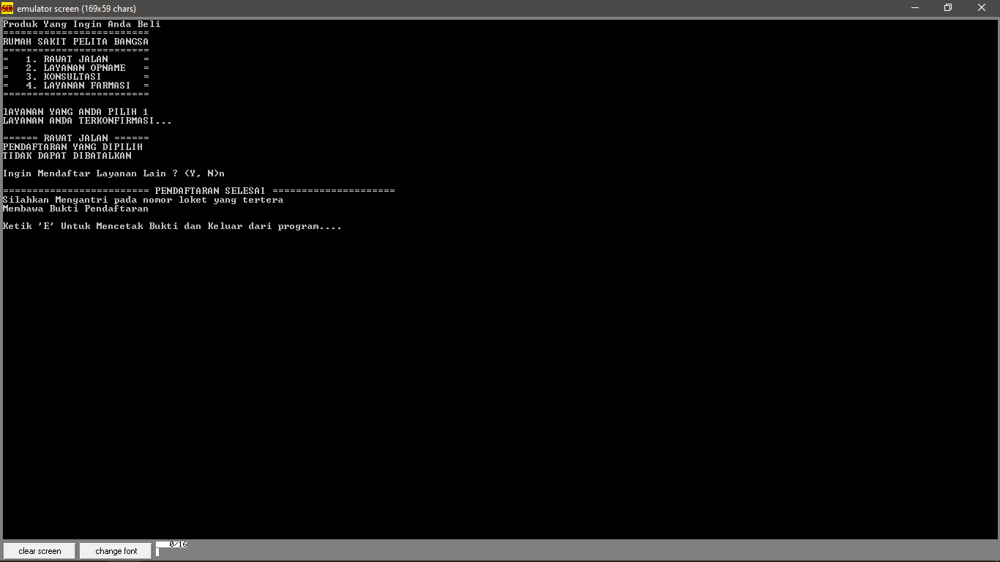 SCR emulator screen (169x59 chars)
Produk Yang Ingin Anda Beli
=========================
RUMAH SAKIT PELITA BANGSA
=========================
=   1. RAWAT JALAN      =
=   2. LAYANAN OPNAME   =
=   3. KONSULTASI       =
=   4. LAYANAN FARMASI  =
=========================
lAYANAN YANG ANDA PILIH 1
LAYANAN ANDA TERKONFIRMASI...
====== RAWAT JALAN ======
PENDAFTARAN YANG DIPILIH
TIDAK DAPAT DIBATALKAN
Ingin Mendaftar Layanan Lain ? (Y, N)n
========================= PENDAFTARAN SELESAI =====================
Silahkan Mengantri pada nomor loket yang tertera
Membawa Bukti Pendaftaran
Ketik 'E' Untuk Mencetak Bukti dan Keluar dari program....
clear screen change font 0/16